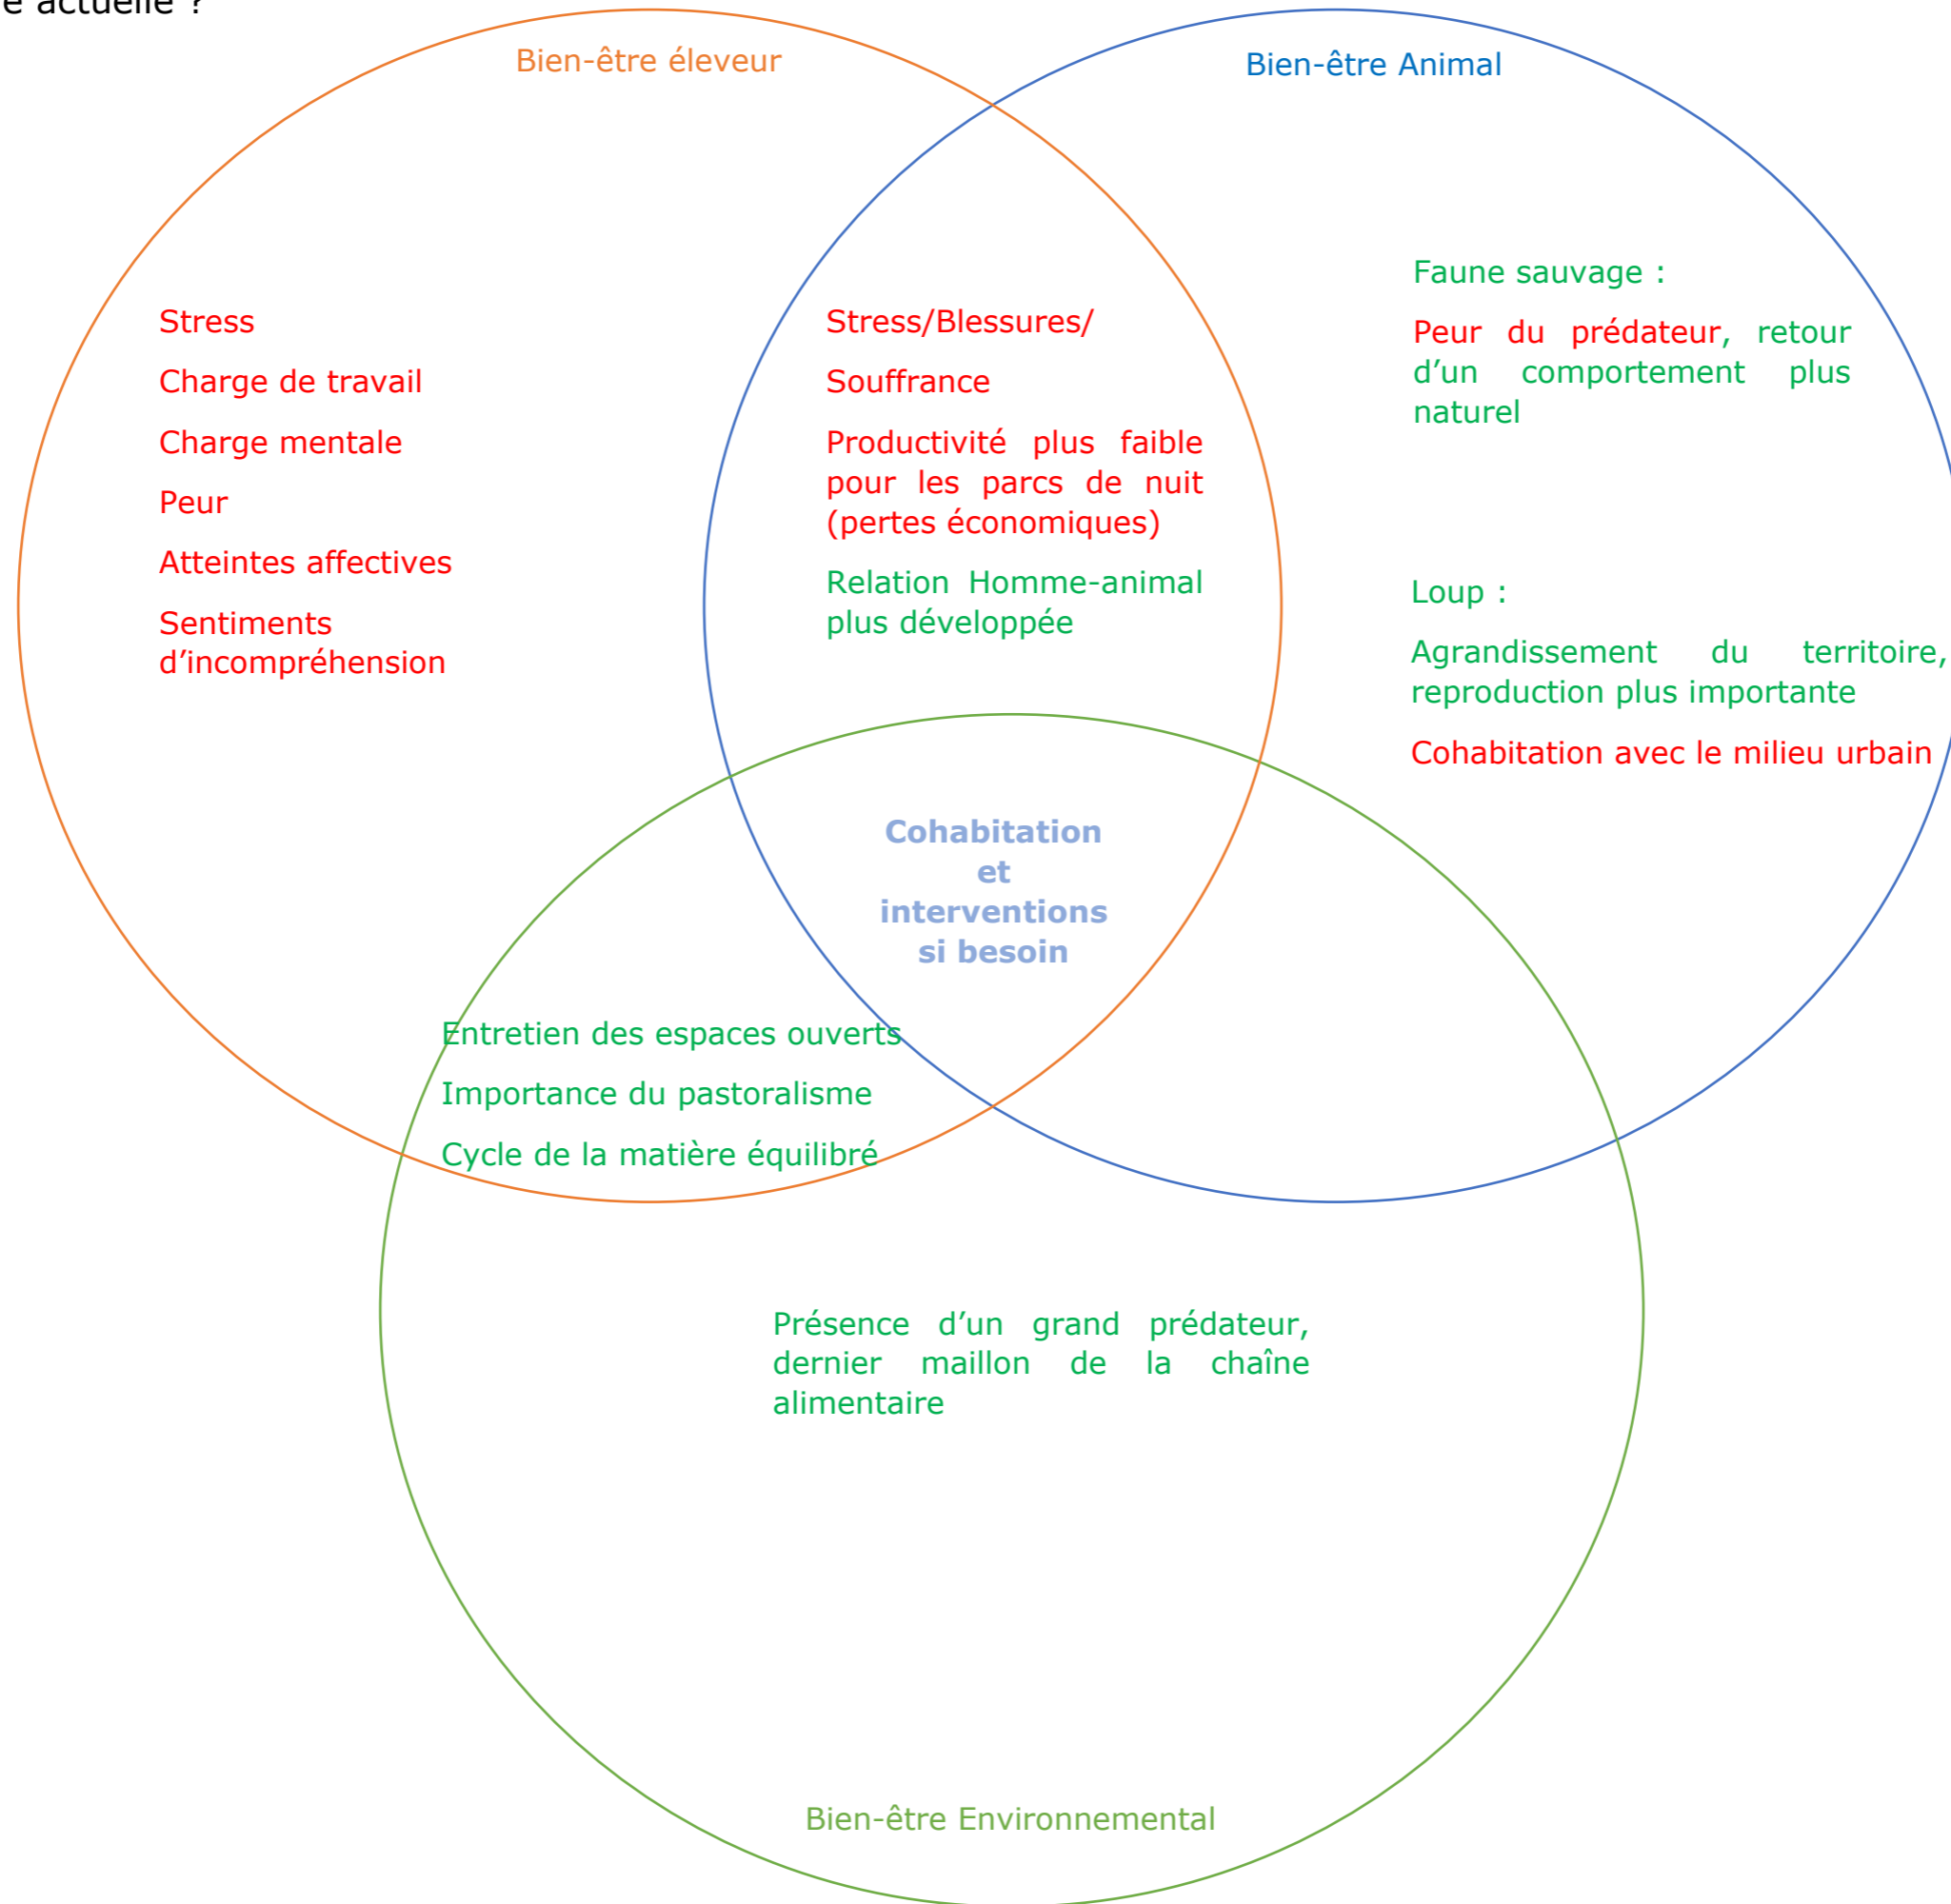 e actuelle ?
Bien-être éleveur
Bien-être Animal
Stress
Charge de travail
Charge mentale
Peur
Atteintes affectives
Sentiments
d’incompréhension
Stress/Blessures/
Souffrance
Productivité plus faible
pour les parcs de nuit
(pertes économiques)
Relation Homme-animal
plus développée
Faune sauvage :
Peur du prédateur, retour
d’un comportement plus
naturel
Loup :
Agrandissement du territoire,
reproduction plus importante
Cohabitation avec le milieu urbain
Cohabitation
et
interventions
si besoin
Entretien des espaces ouverts
Importance du pastoralisme
Cycle de la matière équilibré
Présence d’un grand prédateur,
dernier maillon de la chaîne
alimentaire
Bien-être Environnemental